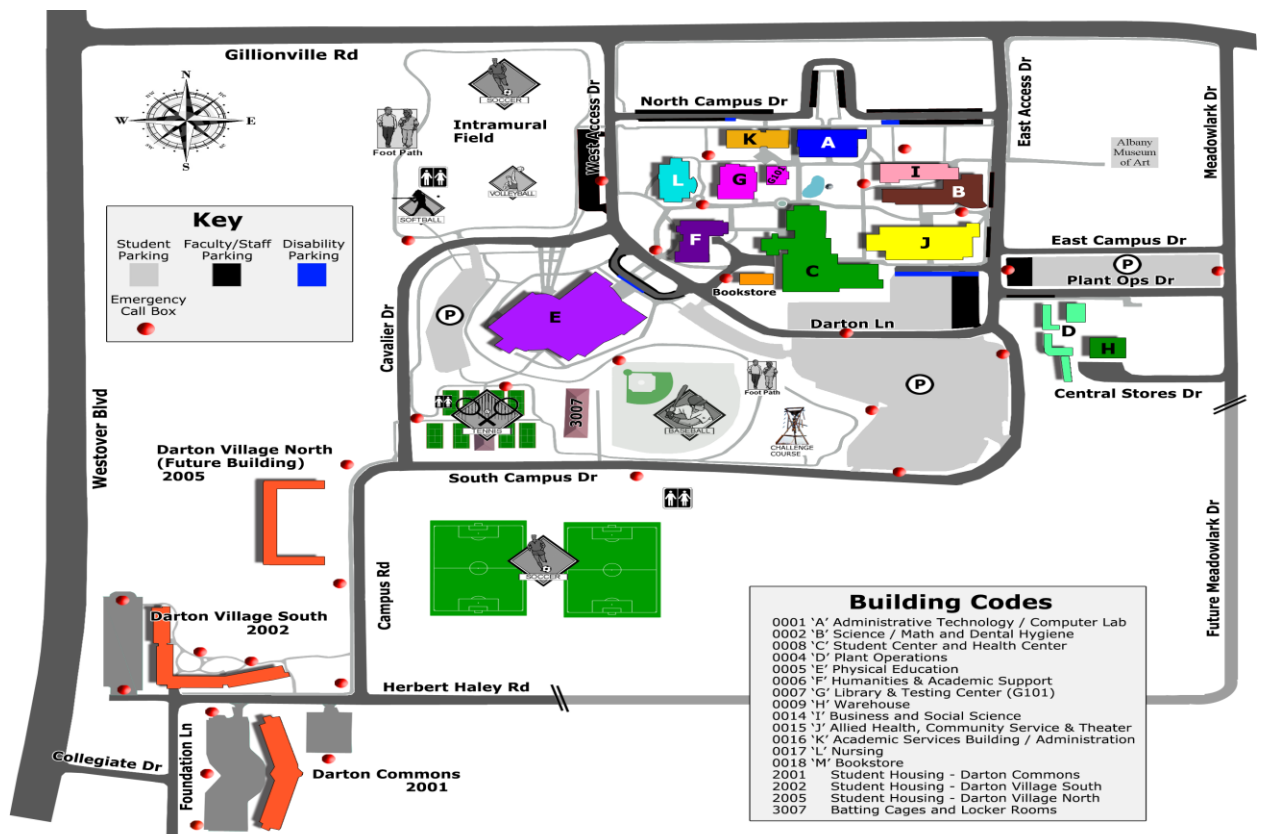 Gillionville Rd
N
NW
NE
W
E
SW
SE
S
SOCCER
Intramural
Field
Foot Path
VOLLEYBALL
SOFTBALL
West Access Dr
North Campus Dr
East Access Dr
Meadowlark Dr
Albany
Museum
of Art
K
A
L
G
G101
I
B
F
C
J
Bookstore
East Campus Dr
P
Plant Ops Dr
Key
Student
Parking
Faculty/Staff
Parking
Disability
Parking
Emergency
Call Box
Cavalier Dr
P
E
Darton Ln
D
H
P
Central Stores Dr
Foot Path
TENNIS
3007
BASEBALL
CHALLENGE
COURSE
Westover Blvd
Darton Village North
(Future Building)
2005
South Campus Dr
Campus Rd
SOCCER
Future Meadowlark Dr
Darton Village South
2002
Herbert Haley Rd
Collegiate Dr
Foundation Ln
Darton Commons
2001
Building Codes
0001 ‘A’ Administrative Technology / Computer Lab
0002 ‘B’ Science / Math and Dental Hygiene
0008 ‘C’ Student Center and Health Center
0004 ‘D’ Plant Operations
0005 ‘E’ Physical Education
0006 ‘F’ Humanities & Academic Support
0007 ‘G’ Library & Testing Center (G101)
0009 ‘H’ Warehouse
0014 ‘I’ Business and Social Science
0015 ‘J’ Allied Health, Community Service & Theater
0016 ‘K’ Academic Services Building / Administration
0017 ‘L’ Nursing
0018 ‘M’ Bookstore
2001 Student Housing - Darton Commons
2002 Student Housing - Darton Village South
2005 Student Housing - Darton Village North
3007 Batting Cages and Locker Rooms